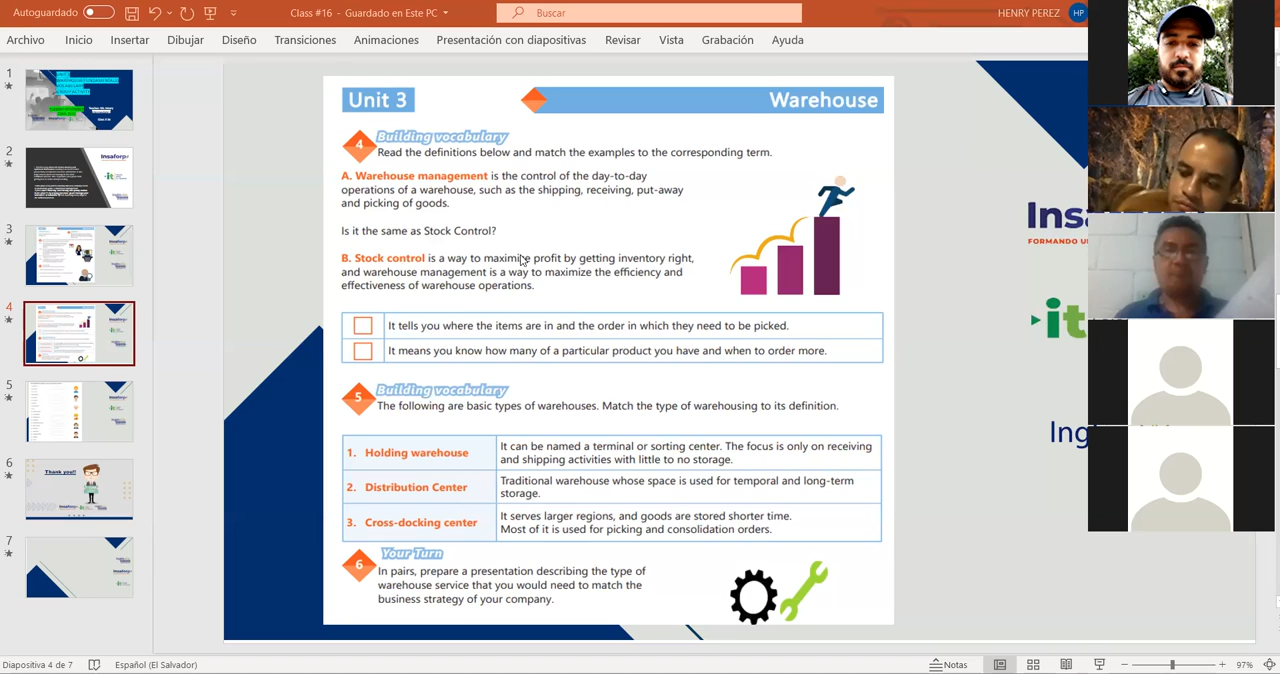 Autoguardado
Class #16 - Guardado en Este PC
Buscar
HENRY PEREZ
HP
Archivo Inicio Insertar Dibujar Diseño Transiciones Animaciones Presentación con diapositivas Revisar Vista Grabación Ayuda
1
2
3
4
5
6
7
Thank you!!
Unit 3
Warehouse
4 Building vocabulary
Read the definitions below and match the examples to the corresponding term.
A. Warehouse management is the control of the day-to-day
operations of a warehouse, such as the shipping, receiving, put-away
and picking of goods.
Is it the same as Stock Control?
B. Stock control is a way to maximize profit by getting inventory right,
and warehouse management is a way to maximize the efficiency and
effectiveness of warehouse operations.
It tells you where the items are in and the order in which they need to be picked.
It means you know how many of a particular product you have and when to order more.
5 Building vocabulary
The following are basic types of warehouses. Match the type of warehousing to its definition.
1. Holding warehouse
It can be named a terminal or sorting center. The focus is only on receiving
and shipping activities with little to no storage.
2. Distribution Center
Traditional warehouse whose space is used for temporal and long-term
storage.
3. Cross-docking center
It serves larger regions, and goods are stored shorter time.
Most of it is used for picking and consolidation orders.
6 Your Turn
In pairs, prepare a presentation describing the type of
warehouse service that you would need to match the
business strategy of your company.
Ins
FORMANDO UN
it
Ing
Diapositiva 4 de 7
Español (El Salvador)
Notas
97%